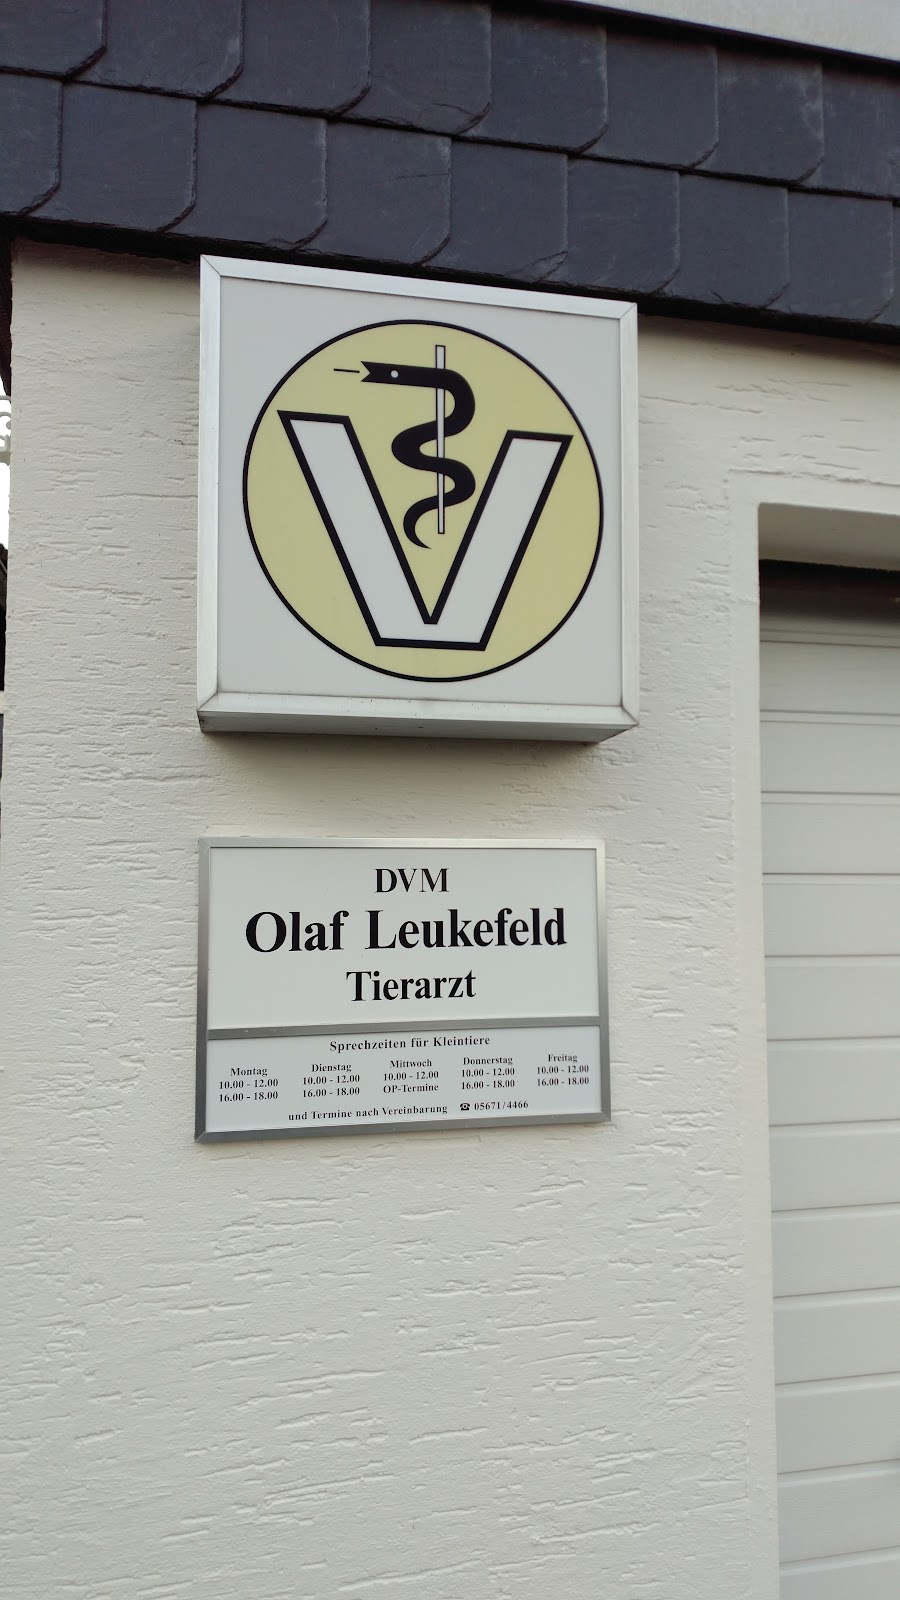 V
DVM
Olaf Leukefeld
Tierarzt
Sprechzeiten für Kleintiere
Montag Dienstag Mittwoch Donnerstag Freitag
10.00 - 12.00 10.00 - 12.00 10.00 - 12.00 10.00 - 12.00 10.00 - 12.00
16.00 - 18.00 16.00 - 18.00 OP-Termine 16.00 - 18.00 16.00 - 18.00
und Termine nach Vereinbarung ☎ 05671/4466